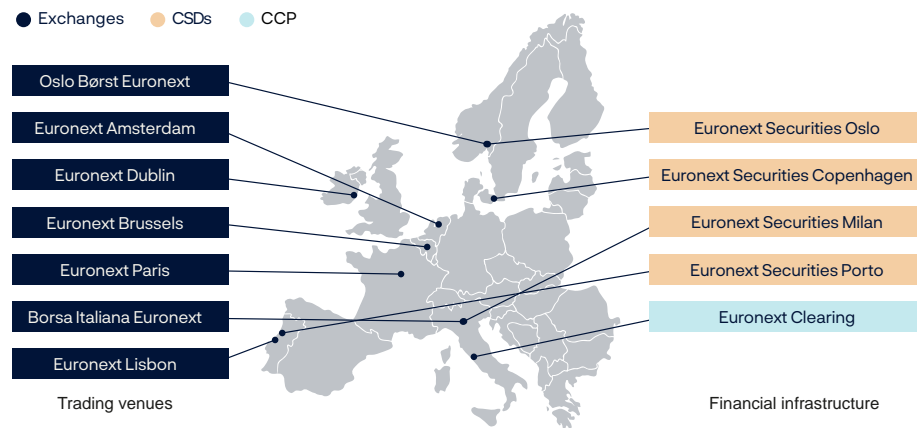 Exchanges CSDs CCP
Oslo Børst Euronext
Euronext Amsterdam
Euronext Dublin
Euronext Brussels
Euronext Paris
Borsa Italiana Euronext
Euronext Lisbon
Trading venues
Euronext Securities Oslo
Euronext Securities Copenhagen
Euronext Securities Milan
Euronext Securities Porto
Euronext Clearing
Financial infrastructure